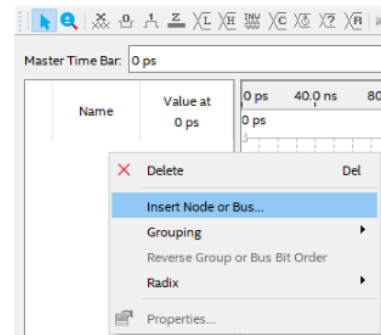 Master Time Bar: 0 ps
Name
Value at
0 ps
0 ps 40.0 ns 80
0 ps
Delete Del
Insert Node or Bus...
Grouping
Reverse Group or Bus Bit Order
Radix
Properties...